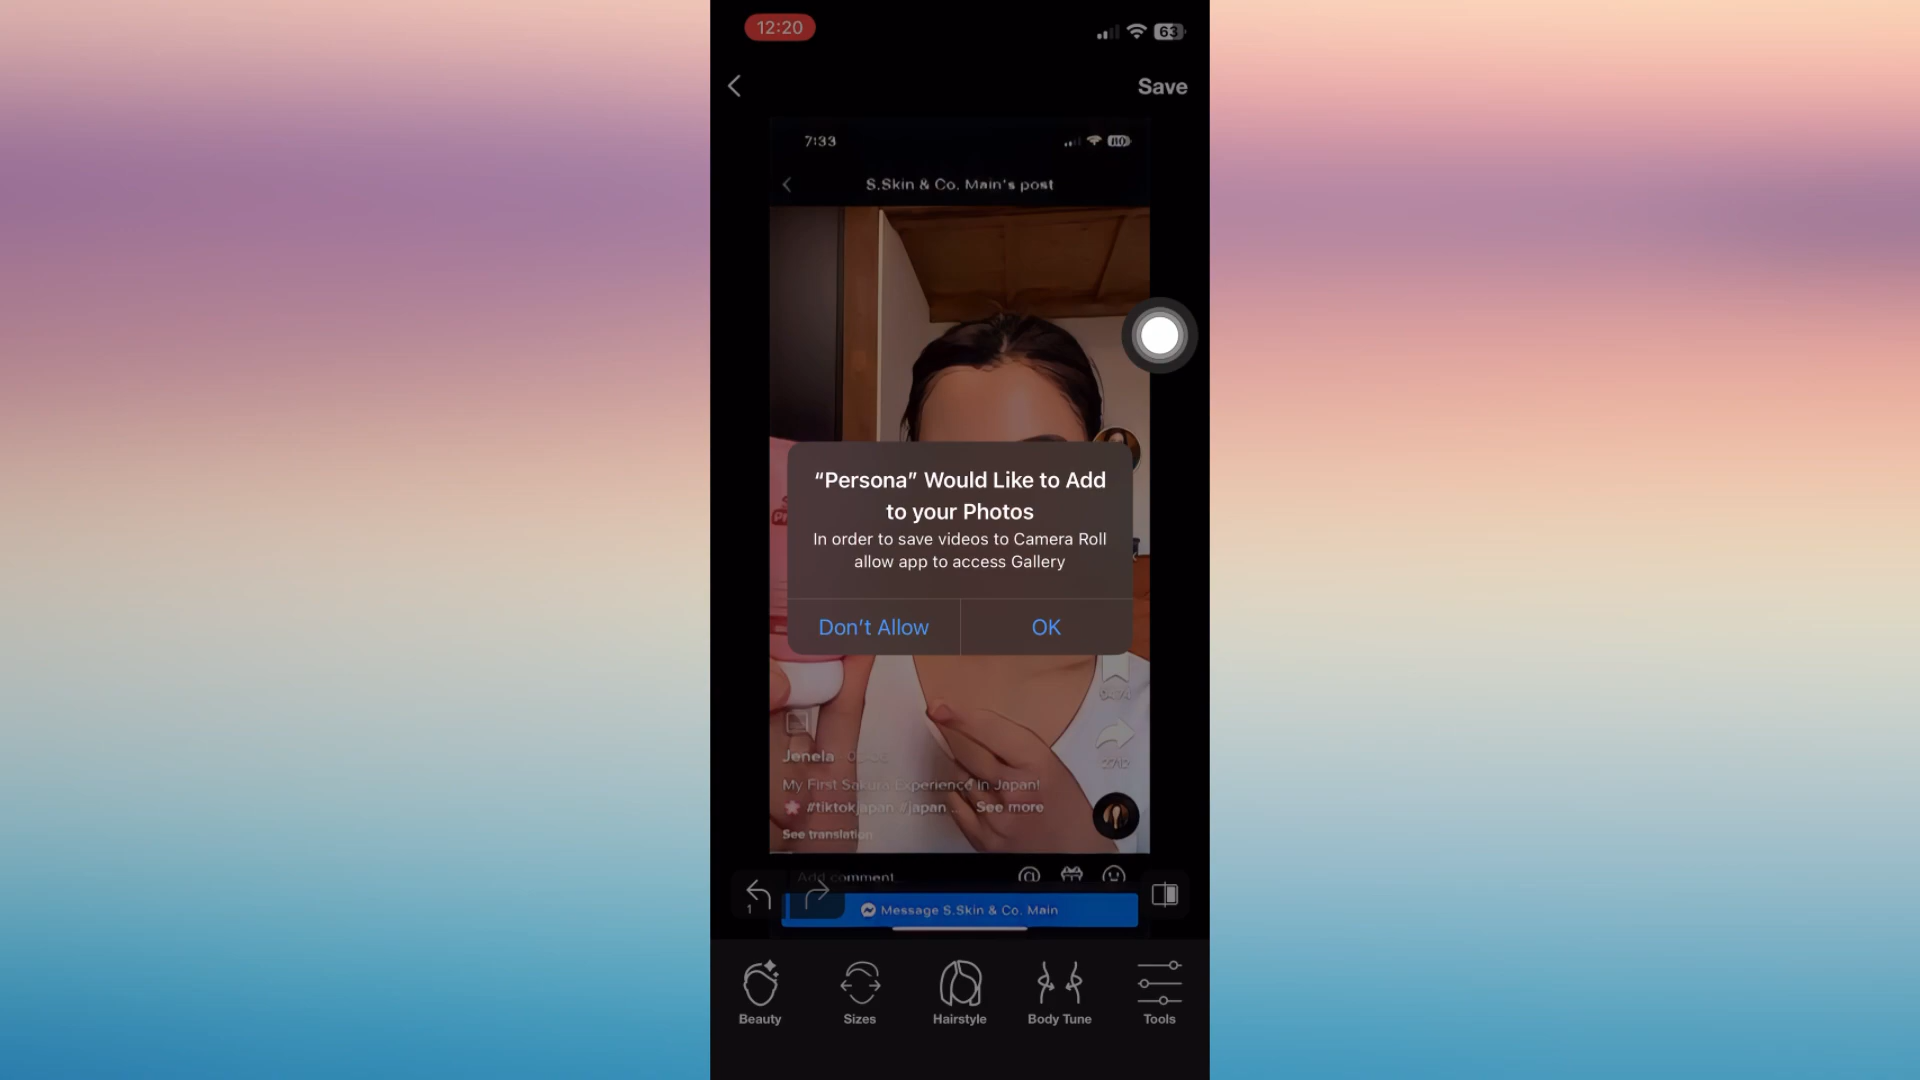 12:20
63
Save
7:33
S.Skin & Co. Main's post
“Persona” Would Like to Add
to your Photos
In order to save videos to Camera Roll
allow app to access Gallery
Don’t Allow
OK
2712
Jenela
My First Sakura Experience in Japan!
#tiktokjapan #japan ... See more
See translation
Add comment...
1
Message S.Skin & Co. Main
Beauty
Sizes
Hairstyle
Body Tune
Tools